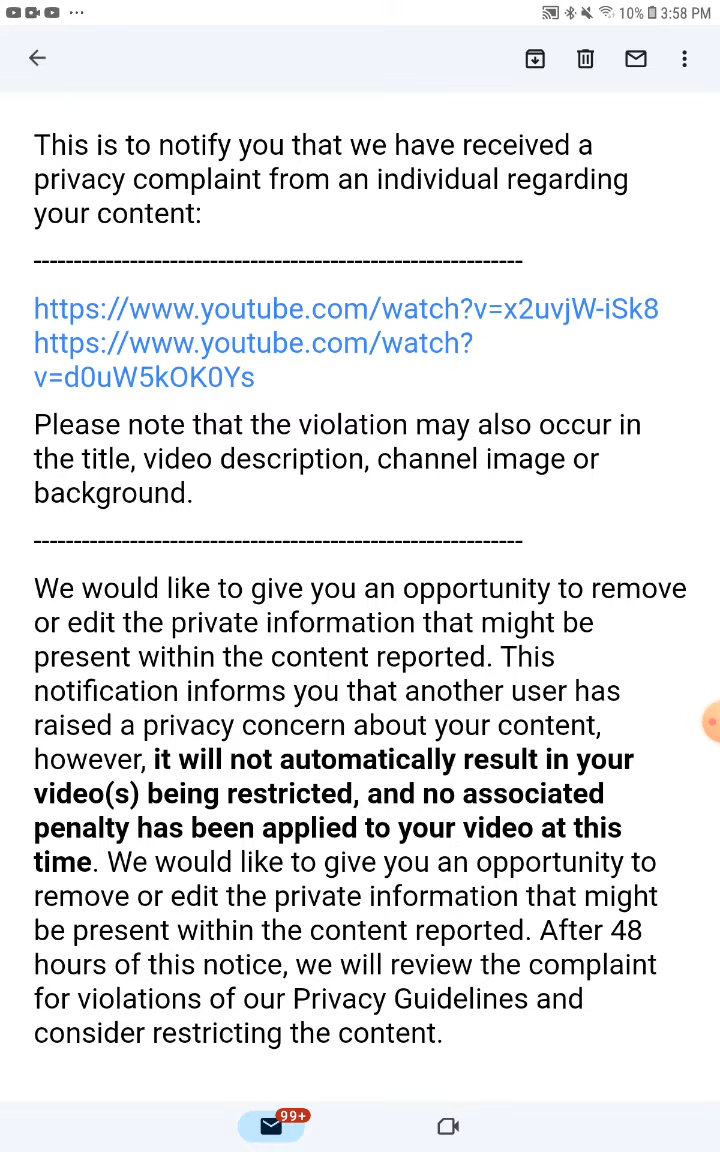 10% 3:58 PM
This is to notify you that we have received a
privacy complaint from an individual regarding
your content:
-------------------------------------------------------------
https://www.youtube.com/watch?v=x2uvjW-iSk8
https://www.youtube.com/watch?
v=d0uW5kOK0Ys
Please note that the violation may also occur in
the title, video description, channel image or
background.
-------------------------------------------------------------
We would like to give you an opportunity to remove
or edit the private information that might be
present within the content reported. This
notification informs you that another user has
raised a privacy concern about your content,
however, it will not automatically result in your
video(s) being restricted, and no associated
penalty has been applied to your video at this
time. We would like to give you an opportunity to
remove or edit the private information that might
be present within the content reported. After 48
hours of this notice, we will review the complaint
for violations of our Privacy Guidelines and
consider restricting the content.
99+